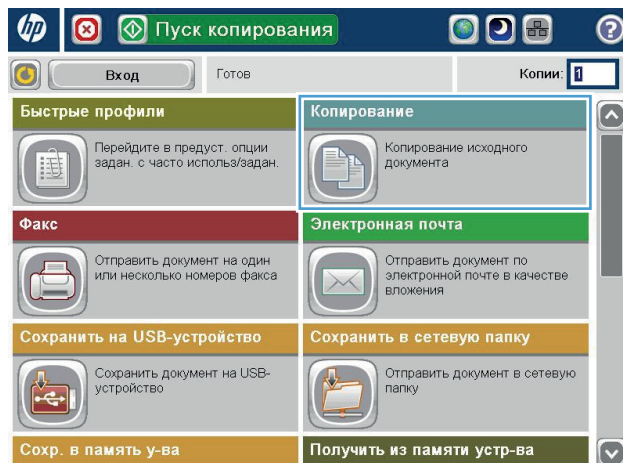 hp Пуск копирования ?
Вход Готов Копии: 1
Быстрые профили
Перейдите в предуст. опции
задан. с часто использ/задан.
Копирование
Копирование исходного
документа
Факс
Отправить документ на один
или несколько номеров факса
Электронная почта
Отправить документ по
электронной почте в качестве
вложения
Сохранить на USB-устройство
Сохранить документ на USB-
устройство
Сохранить в сетевую папку
Отправить документ в сетевую
папку
Сохр. в память у-ва
Получить из памяти устр-ва